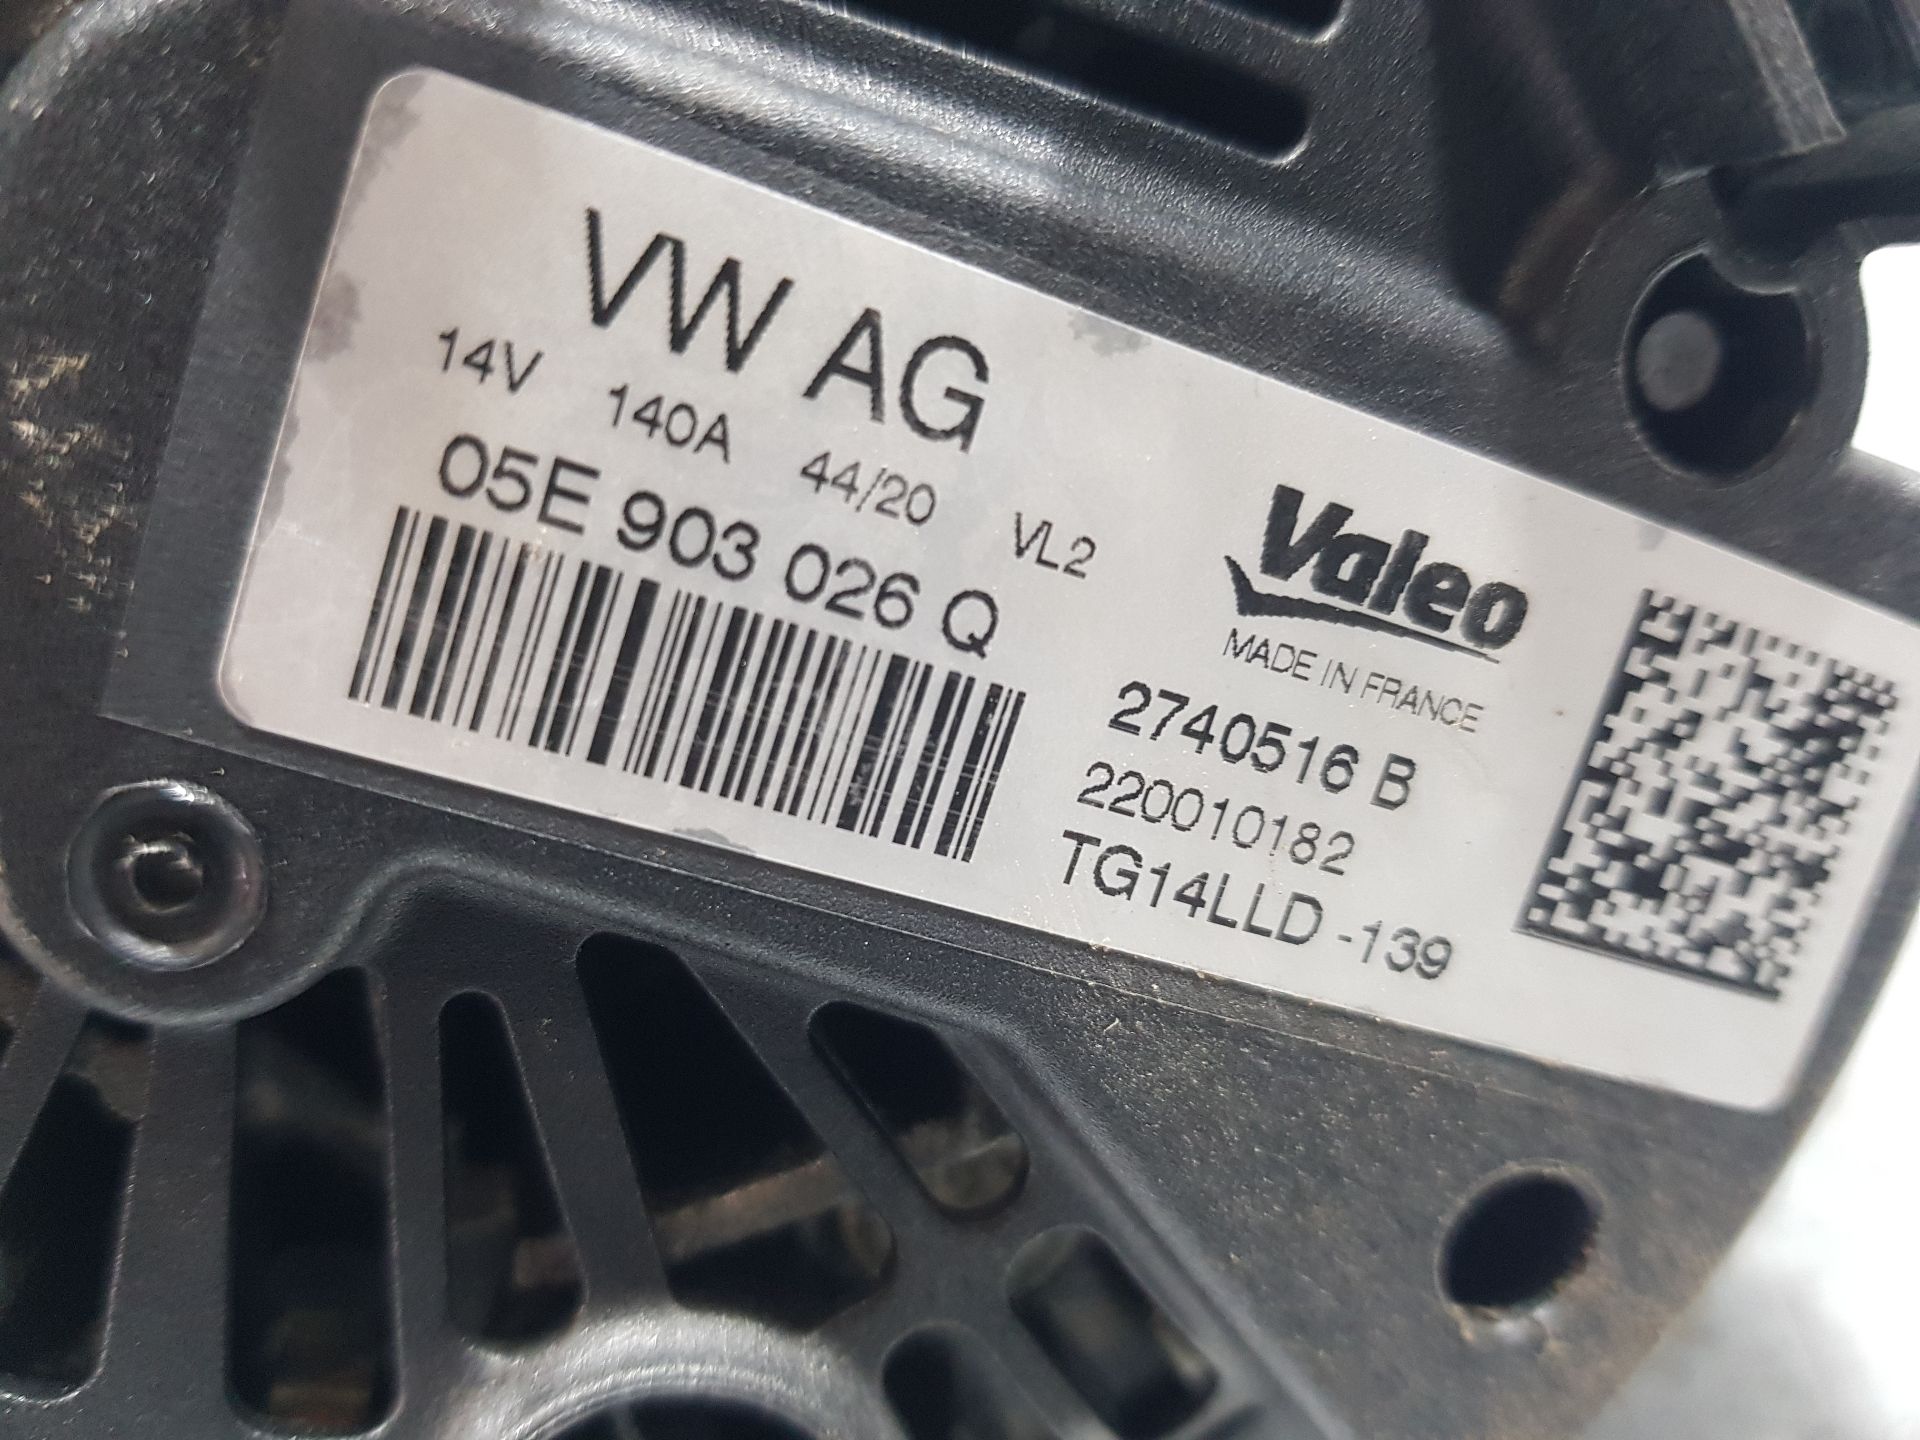 VW AG
14V 140A 44/20 VL2
05E 903 026 Q
Valeo
MADE IN FRANCE
2740516 B
220010182
TG14LLD -139